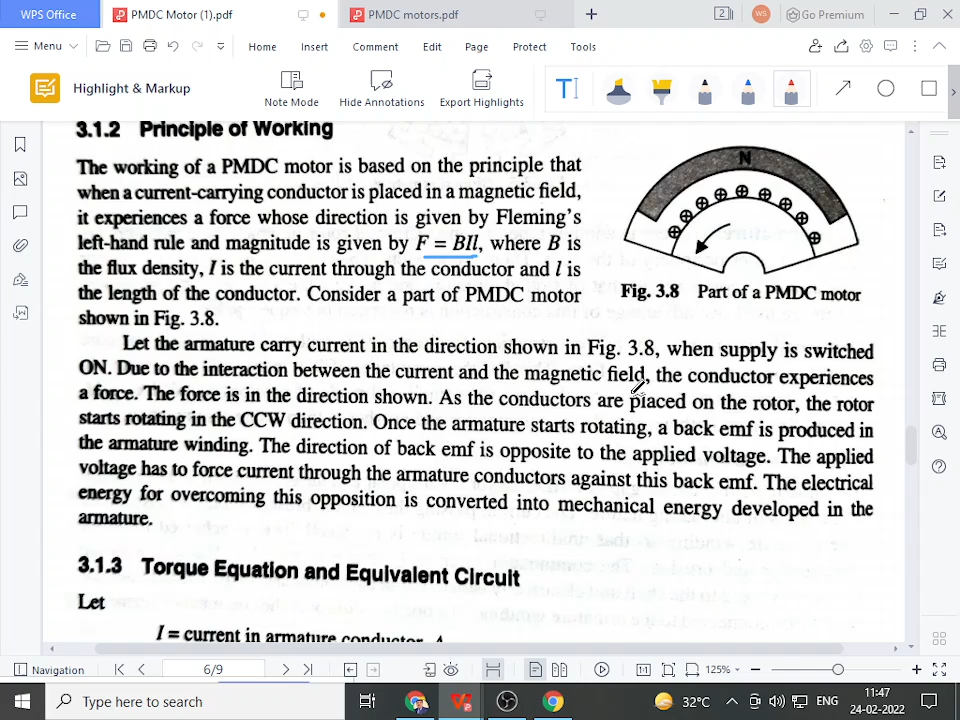 WPS Office
PMDC Motor (1).pdf
PMDC motors.pdf
2
WS
Go Premium
Menu
Home
Insert
Comment
Edit
Page
Protect
Tools
Highlight & Markup
Note Mode
Hide Annotations
Export Highlights
T
3.1.2 Principle of Working
The working of a PMDC motor is based on the principle that
when a current-carrying conductor is placed in a magnetic field,
it experiences a force whose direction is given by Fleming's
left-hand rule and magnitude is given by F = BIl, where B is
the flux density, I is the current through the conductor and l is
the length of the conductor. Consider a part of PMDC motor
shown in Fig. 3.8.
N
Fig. 3.8 Part of a PMDC motor
Let the armature carry current in the direction shown in Fig. 3.8, when supply is switched
ON. Due to the interaction between the current and the magnetic field, the conductor experiences
a force. The force is in the direction shown. As the conductors are placed on the rotor, the rotor
starts rotating in the CCW direction. Once the armature starts rotating, a back emf is produced in
the armature winding. The direction of back emf is opposite to the applied voltage. The applied
voltage has to force current through the armature conductors against this back emf. The electrical
energy for overcoming this opposition is converted into mechanical energy developed in the
armature.
3.1.3 Torque Equation and Equivalent Circuit
Let
I = current in armature conductor, A
Navigation
6/9
125%
Type here to search
32°C
ENG
11:47
24-02-2022